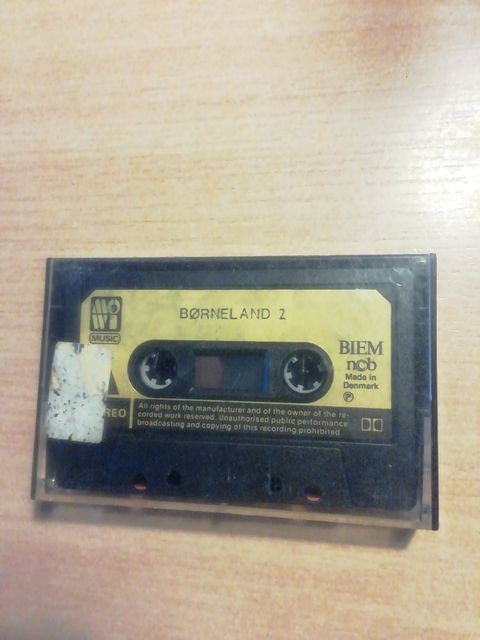 BØRNELAND 2
MUSIC
BIEM
ncb
Made in
Denmark
P
A
REO
All rights of the manufacturer and of the owner of the re-
corded work reserved. Unauthorised public performance
broadcasting and copying of this recording prohibited